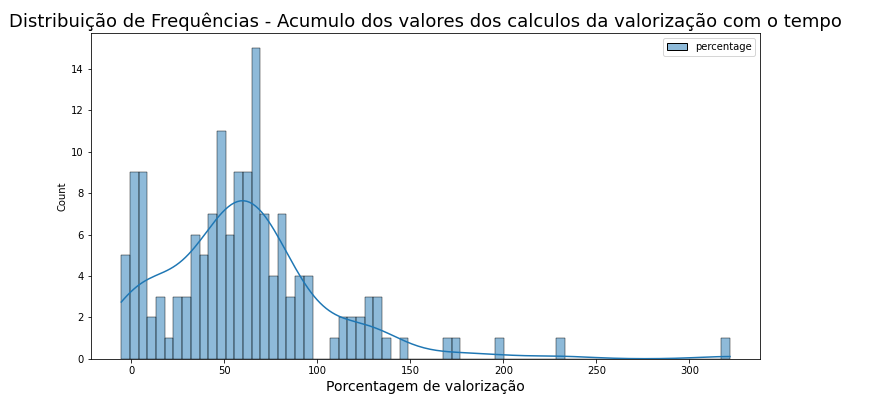 Distribuição de Frequências - Acumulo dos valores dos calculos da valorização com o tempo
percentage
14
12
10
8
6
4
2
0
Count
0 50 100 150 200 250 300
Porcentagem de valorização